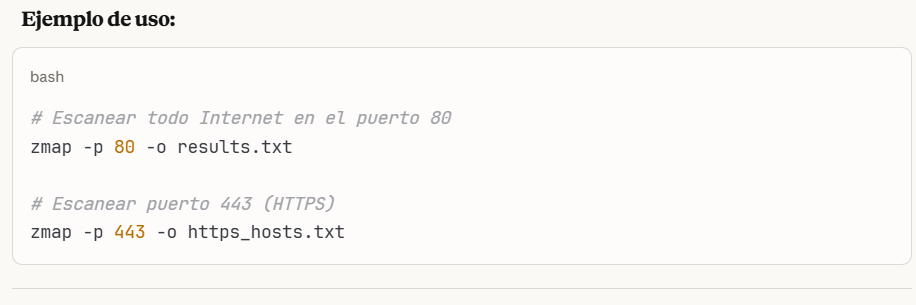 Ejemplo de uso:
bash
# Escanear todo Internet en el puerto 80
zmap -p 80 -o results.txt
# Escanear puerto 443 (HTTPS)
zmap -p 443 -o https_hosts.txt